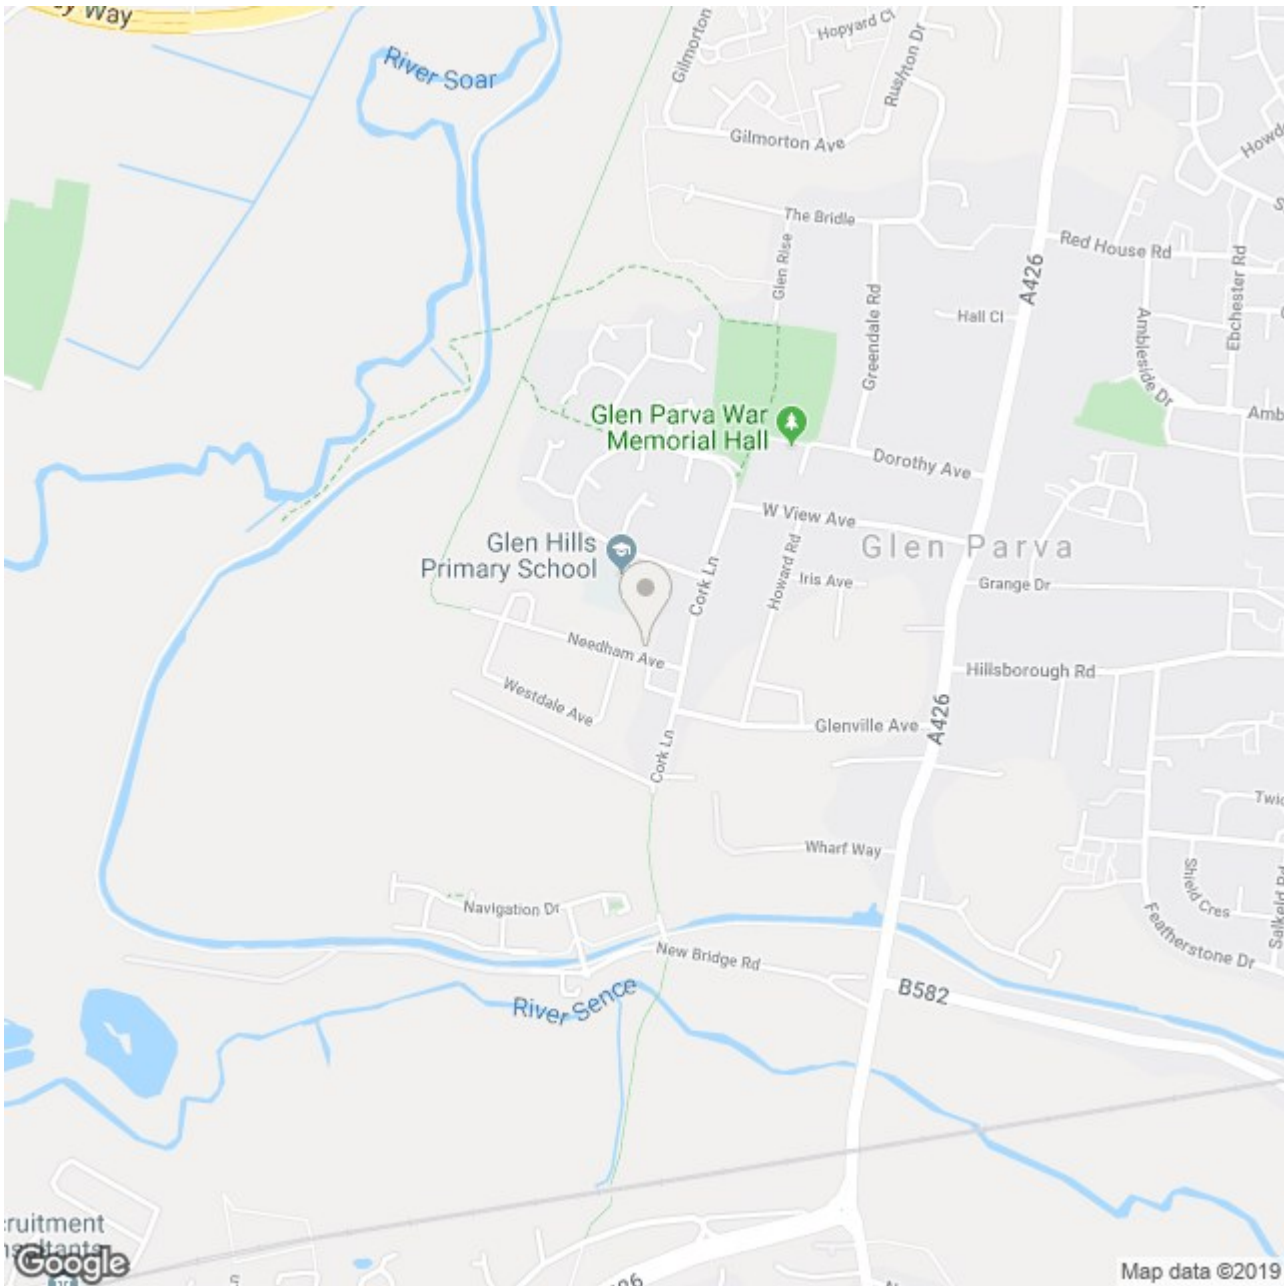 Way
River Soar
Gilmorton
Hopyard Cl
Rushton Dr
Gilmorton Ave
The Bridle
Glen Rise
Greendale Rd
A426
Red House Rd
Ebchester Rd
Hall Cl
Ambleside Dr
Glen Parva War
Memorial Hall
Dorothy Ave
W View Ave
Glen Parva
Glen Hills
Primary School
Cork Ln
Howard Rd
Iris Ave
Grange Dr
Needham Ave
Westdale Ave
Hillsborough Rd
Glenville Ave
A426
Cork Ln
Wharf Way
Shield Cres
Salkeld Rd
Featherstone Dr
Navigation Dr
New Bridge Rd
River Sence
B582
Google
Map data ©2019